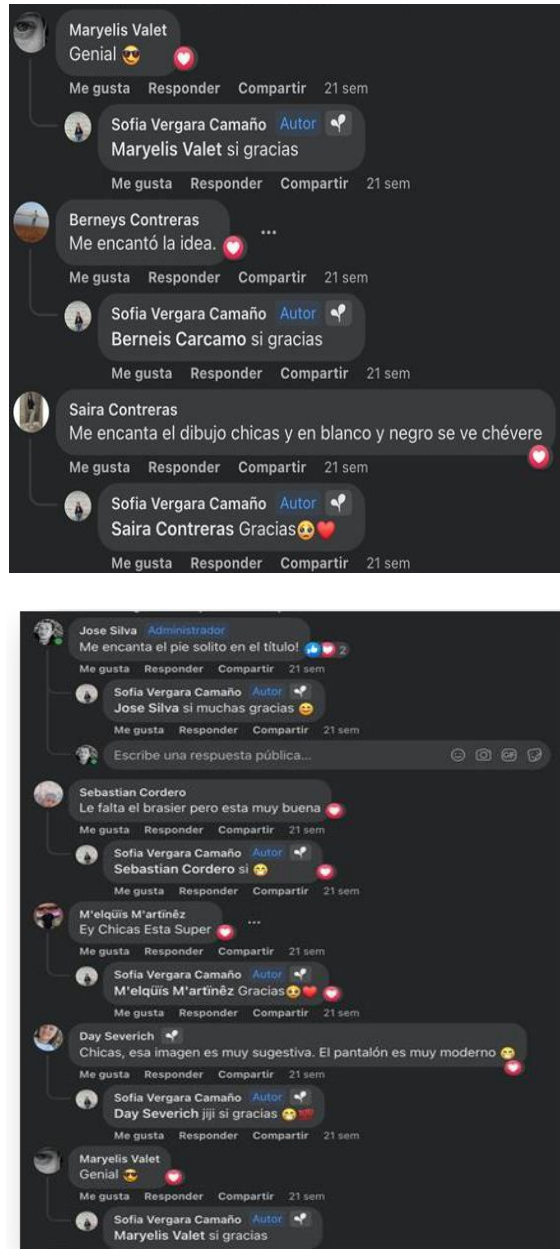 Maryelis Valet
Genial 😎
Me gusta Responder Compartir 21 sem
Sofia Vergara Camaño Autor
Maryelis Valet si gracias
Me gusta Responder Compartir 21 sem
Berneys Contreras
Me encantó la idea.
Me gusta Responder Compartir 21 sem
Sofia Vergara Camaño Autor
Berneis Carcamo si gracias
Me gusta Responder Compartir 21 sem
Saira Contreras
Me encanta el dibujo chicas y en blanco y negro se ve chévere
Me gusta Responder Compartir 21 sem
Sofia Vergara Camaño Autor
Saira Contreras Gracias🥹❤️
Me gusta Responder Compartir 21 sem
Jose Silva Administrador
Me encanta el pie solito en el título! 2
Me gusta Responder Compartir 21 sem
Sofia Vergara Camaño Autor
Jose Silva si muchas gracias 😊
Me gusta Responder Compartir 21 sem
Escribe una respuesta pública... GIF
Sebastian Cordero
Le falta el brasier pero esta muy buena
Me gusta Responder Compartir 21 sem
Sofia Vergara Camaño Autor
Sebastian Cordero si 😁
Me gusta Responder Compartir 21 sem
M'elqüïs M'artïnêz
Ey Chicas Esta Super
Me gusta Responder Compartir 21 sem
Sofia Vergara Camaño Autor
M'elqüïs M'artïnêz Gracias🥹❤️
Me gusta Responder Compartir 21 sem
Day Severich
Chicas, esa imagen es muy sugestiva. El pantalón es muy moderno 😁
Me gusta Responder Compartir 21 sem
Sofia Vergara Camaño Autor
Day Severich jiji si gracias 😁💯
Me gusta Responder Compartir 21 sem
Maryelis Valet
Genial 😎
Me gusta Responder Compartir 21 sem
Sofia Vergara Camaño Autor
Maryelis Valet si gracias